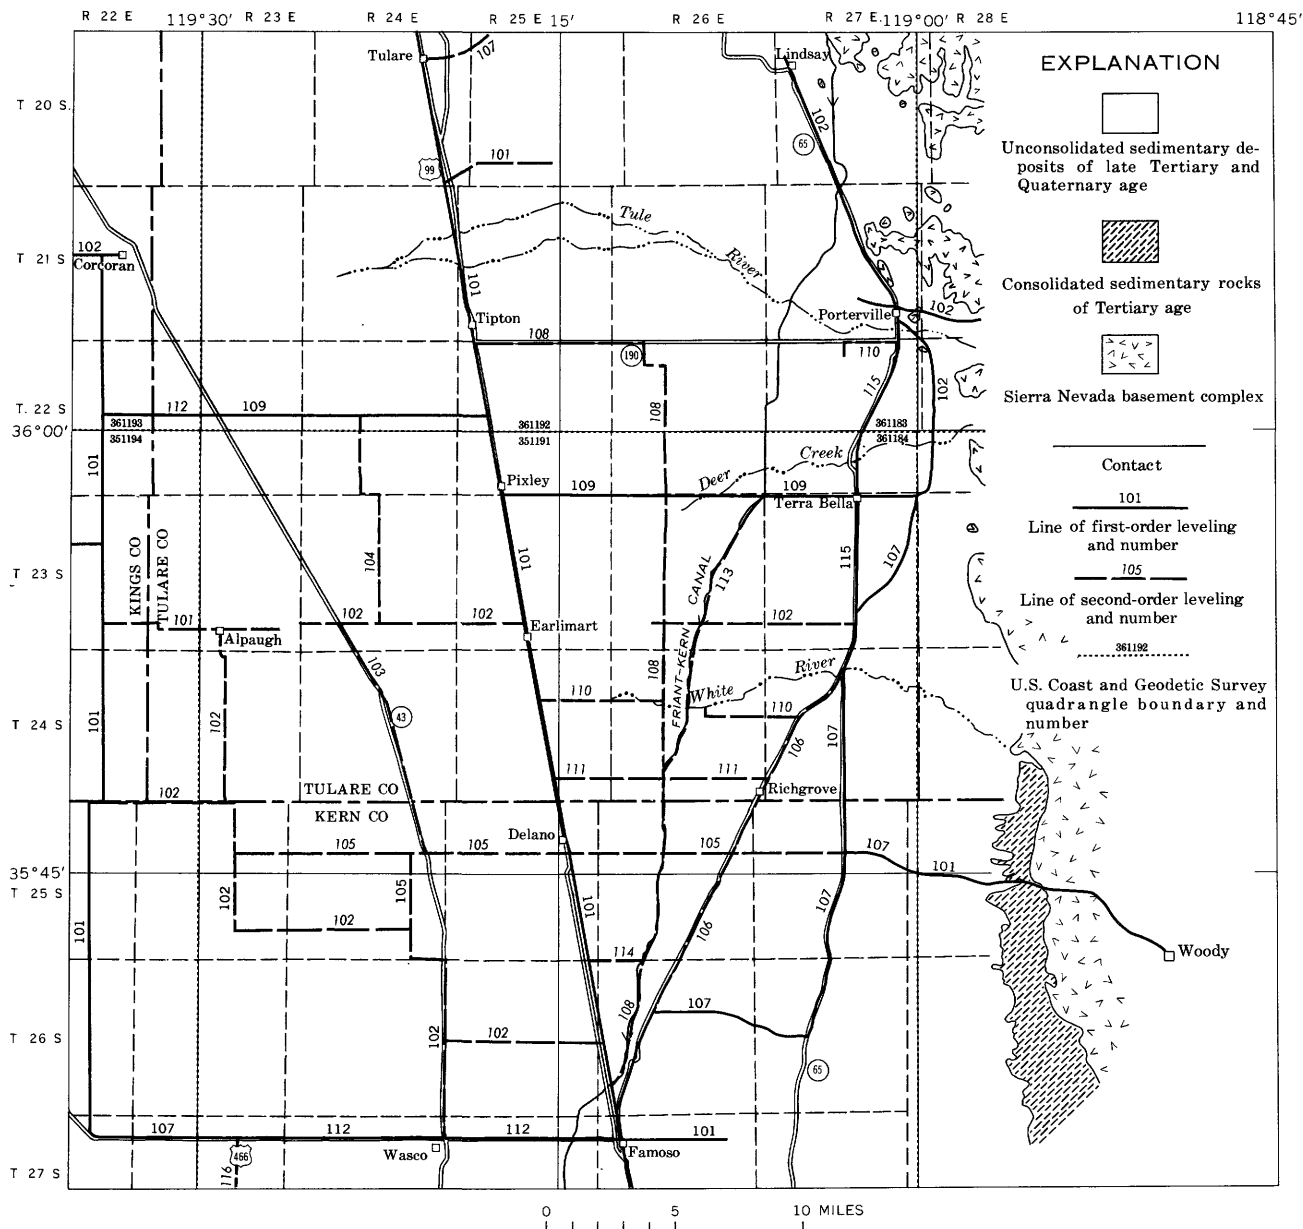 R 22 E
119°30'
R 23 E
R 24 E
R 25 E
15'
R 26 E
R 27 E.
119°00'
R 28 E
118°45'
Tulare
107
Lindsay
EXPLANATION
T 20 S.
102
65
Unconsolidated sedimentary de-
posits of late Tertiary and
Quaternary age
99
101
Tule
River
T 21 S
102
Corcoran
101
Consolidated sedimentary rocks
of Tertiary age
Tipton
Porterville
102
108
190
110
115
102
Sierra Nevada basement complex
T. 22 S
112
109
108
36°00'
361193
351194
361192
351191
361183
361184
Contact
101
Deer
Creek
Pixley
109
109
Terra Bella
101
Line of first-order leveling
and number
T 23 S
KINGS CO
TULARE CO
104
101
FRIANT-KERN CANAL
113
115
107
105
Line of second-order leveling
and number
101
Alpaugh
102
102
Earlimart
102
361192
U.S. Coast and Geodetic Survey
quadrangle boundary and
number
103
108
White
River
T 24 S
101
102
43
110
110
106
107
111
111
Richgrove
102
TULARE CO
KERN CO
Delano
105
105
105
107
101
35°45'
T 25 S
102
105
101
107
102
106
101
Woody
114
T 26 S
102
102
108
107
65
107
112
112
101
Wasco
Famoso
466
116
T 27 S
0
5
10 MILES